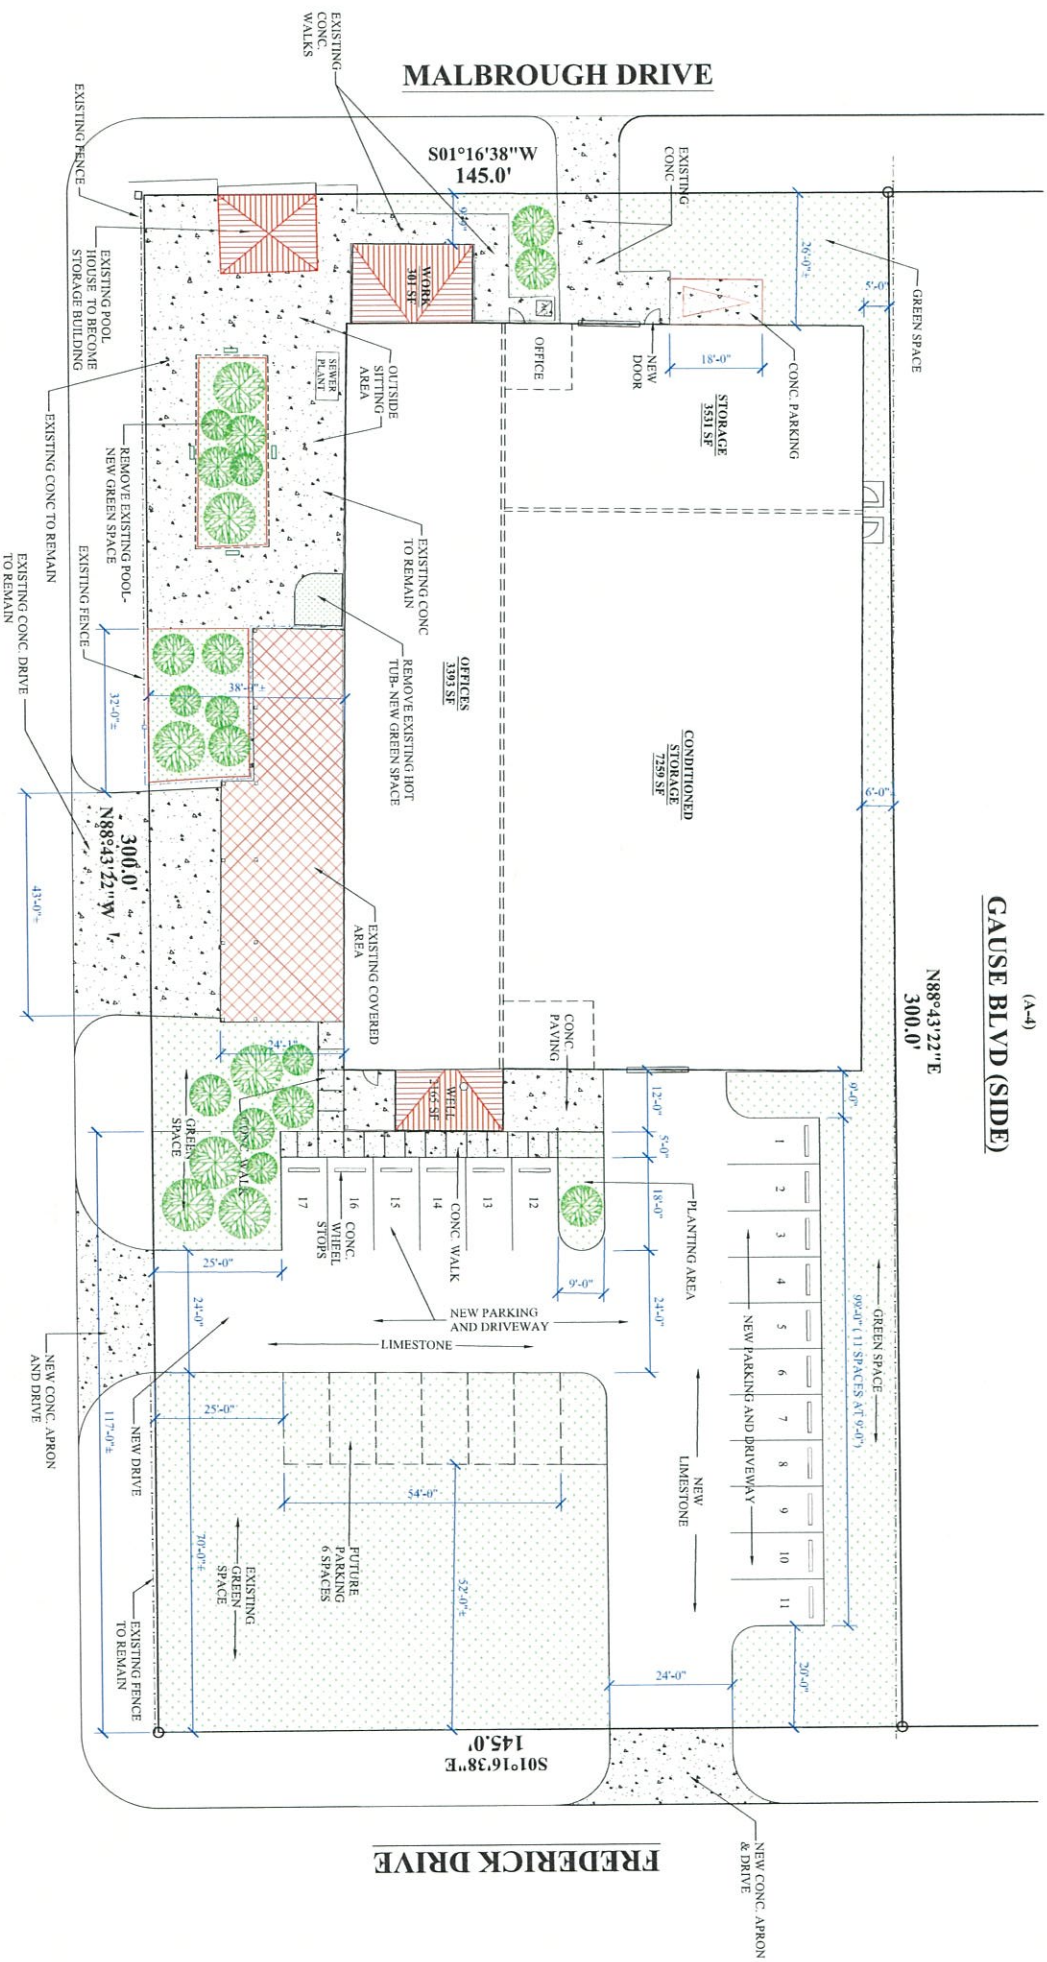 MALBROUGH DRIVE
EXISTING
CONC.
WALKS
EXISTING FENCE
S01°16'38"W
145.0'
EXISTING
CONC
GREEN SPACE
5'-0"
26'-0"±
CONC. PARKING
18'-0"
NEW
DOOR
OFFICE
STORAGE
3531 SF
WORK
301 SF
EXISTING POOL
HOUSE TO BECOME
STORAGE BUILDING
OUTSIDE
SITTING
AREA
SEWER
PLANT
EXISTING CONC TO REMAIN
REMOVE EXISTING POOL-
NEW GREEN SPACE
EXISTING CONC
TO REMAIN
EXISTING FENCE
EXISTING CONC. DRIVE
TO REMAIN
REMOVE EXISTING HOT
TUB- NEW GREEN SPACE
OFFICES
3393 SF
CONDITIONED
STORAGE
7259 SF
6'-0"
32'-0"±
43'-0"±
300.0'
N88°43'22"W
EXISTING COVERED
AREA
(A-4)
GAUSE BLVD (SIDE)
N88°43'22"E
300.0'
CONC.
PAVING
WELL
165 SF
24'-1"
12'-0"
5'-0"
18'-0"
24'-0"
9'-0"
9'-0"
CONC. WALK
GREEN
SPACE
PLANTING AREA
CONC. WALK
CONC.
WHEEL
STOPS
12
13
14
15
16
17
1
2
3
4
5
6
7
8
9
10
11
GREEN SPACE
99'-0" ( 11 SPACES AT 9'-0")
NEW PARKING AND DRIVEWAY
NEW
LIMESTONE
NEW PARKING
AND DRIVEWAY
LIMESTONE
25'-0"
24'-0"
25'-0"
NEW DRIVE
NEW CONC. APRON
AND DRIVE
117'-0"±
54'-0"
52'-0"±
70'-0"±
FUTURE
PARKING
6 SPACES
EXISTING
GREEN
SPACE
EXISTING FENCE
TO REMAIN
24'-0"
20'-0"
S01°16'38"E
145.0'
NEW CONC. APRON
& DRIVE
FREDERICK DRIVE